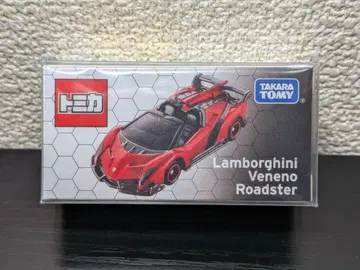 トミカ
TAKARA
TOMY
Lamborghini
Veneno
Roadster